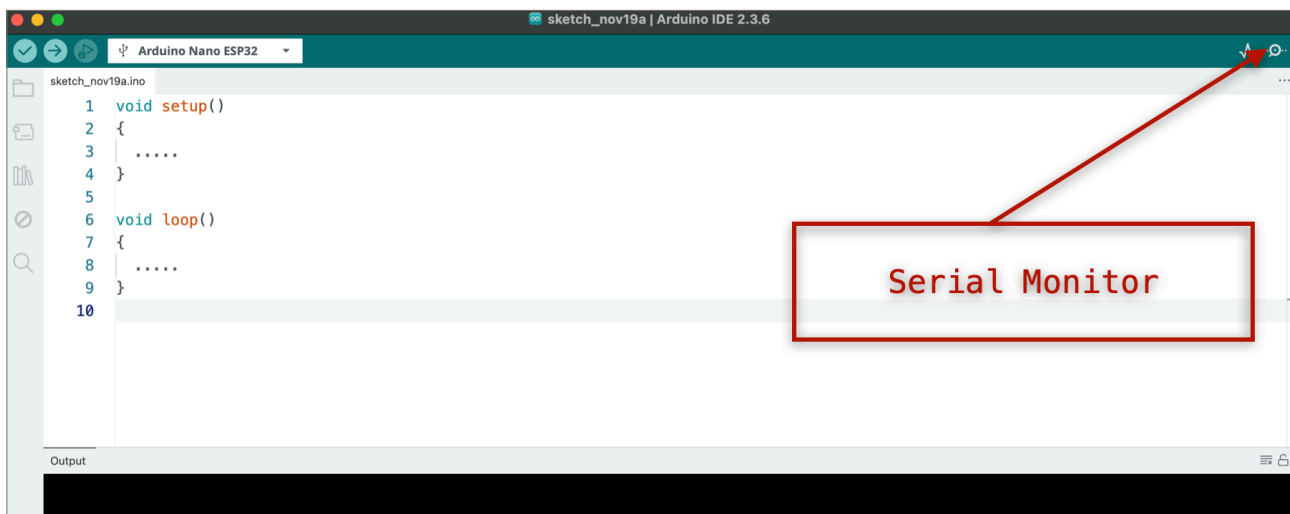 sketch_nov19a | Arduino IDE 2.3.6
Arduino Nano ESP32
sketch_nov19a.ino
...
1 void setup()
2 {
3 .....
4 }
5
6 void loop()
7 {
8 .....
9 }
10
Serial Monitor
Output